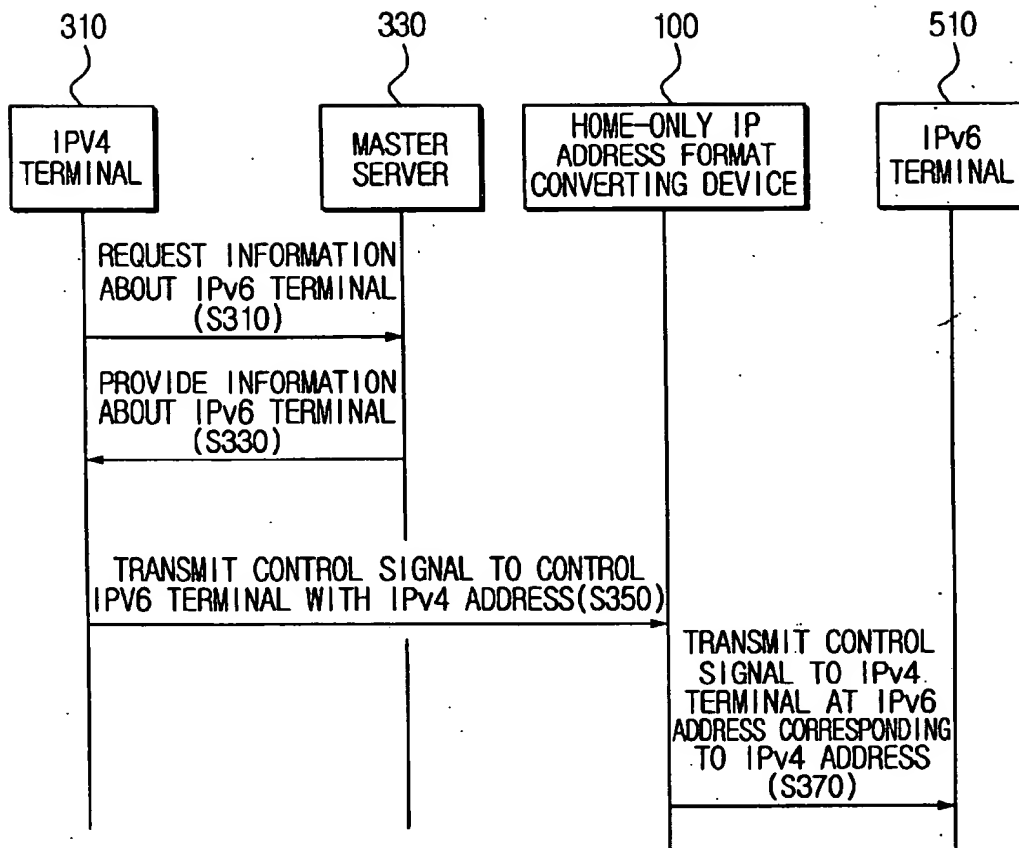 310
330
100
510
IPV4
TERMINAL
MASTER
SERVER
HOME-ONLY IP
ADDRESS FORMAT
CONVERTING DEVICE
IPv6
TERMINAL
REQUEST INFORMATION
ABOUT IPv6 TERMINAL
(S310)
PROVIDE INFORMATION
ABOUT IPv6 TERMINAL
(S330)
TRANSMIT CONTROL SIGNAL TO CONTROL
IPV6 TERMINAL WITH IPv4 ADDRESS(S350)
TRANSMIT CONTROL
SIGNAL TO IPv4
TERMINAL AT IPv6
ADDRESS CORRESPONDING
TO IPv4 ADDRESS
(S370)